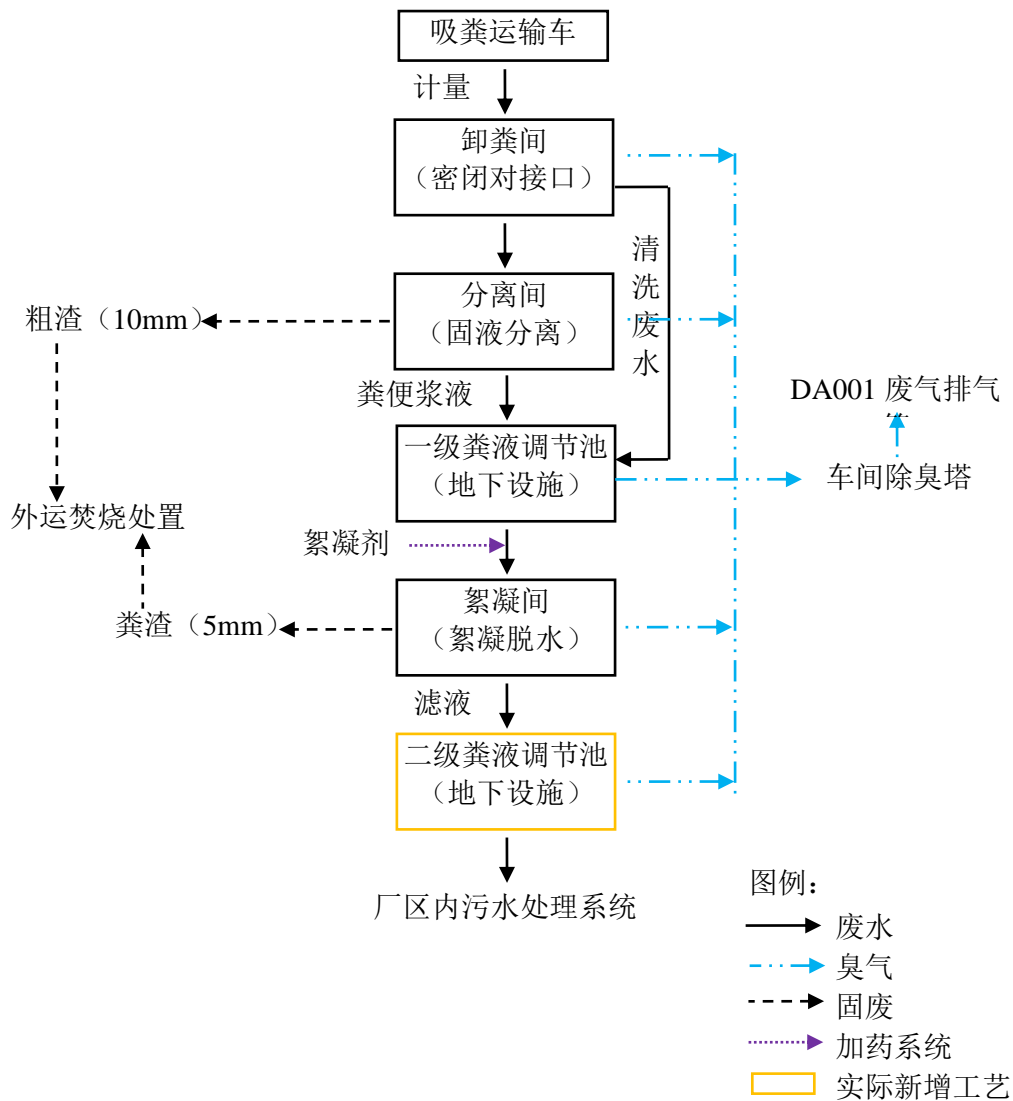 吸粪运输车
计量
卸粪间
（密闭对接口）
清洗废水
分离间
（固液分离）
粗渣（10mm）
粪便浆液
DA001 废气排气
一级粪液调节池
（地下设施）
车间除臭塔
外运焚烧处置
絮凝剂
絮凝间
（絮凝脱水）
粪渣（5mm）
滤液
二级粪液调节池
（地下设施）
厂区内污水处理系统
图例：
废水
臭气
固废
加药系统
实际新增工艺